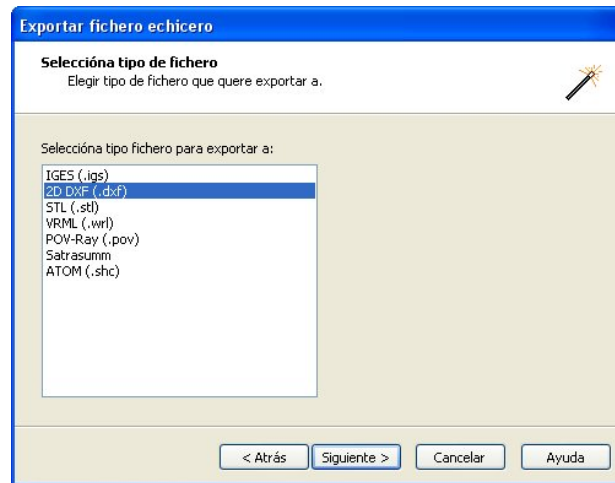 Exportar fichero echicero
Seleccióna tipo de fichero
Elegir tipo de fichero que quere exportar a.
Seleccióna tipo fichero para exportar a:
IGES (.igs)
2D DXF (.dxf)
STL (.stl)
VRML (.wrl)
POV-Ray (.pov)
Satrasumm
ATOM (.shc)
< Atrás Siguiente > Cancelar Ayuda